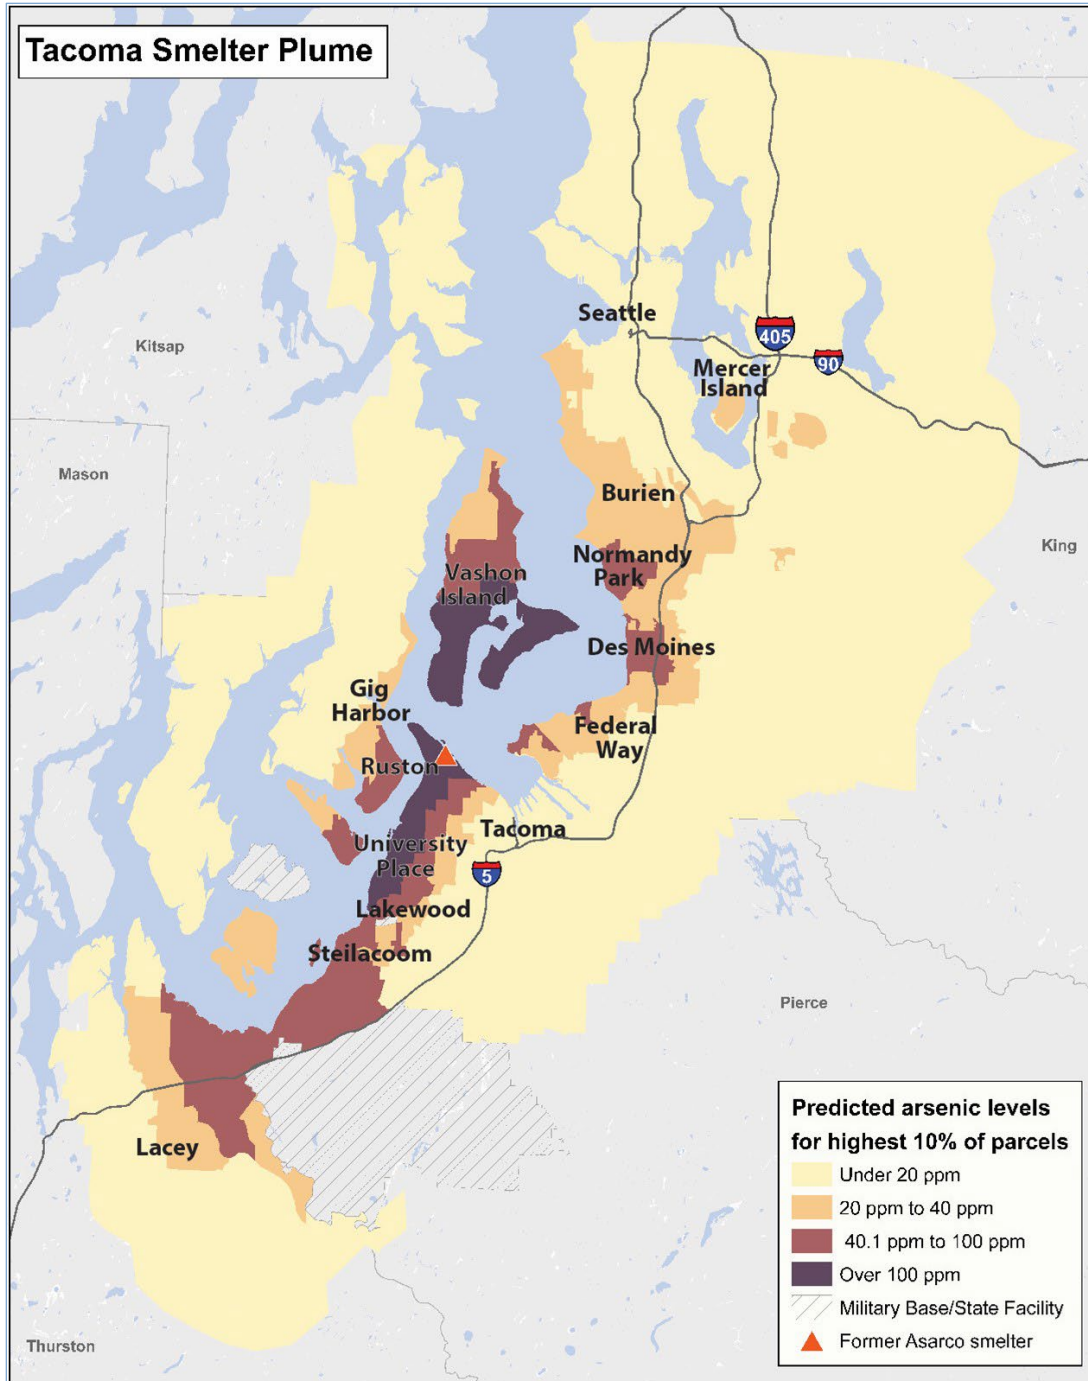 Tacoma Smelter Plume
Seattle
405
90
Kitsap
Mercer
Island
Mason
Burien
King
Normandy
Park
Vashon
Island
Des Moines
Gig
Harbor
Federal
Way
Ruston
Tacoma
University
Place
5
Lakewood
Steilacoom
Pierce
Lacey
Thurston
Predicted arsenic levels
for highest 10% of parcels
Under 20 ppm
20 ppm to 40 ppm
40.1 ppm to 100 ppm
Over 100 ppm
Military Base/State Facility
Former Asarco smelter